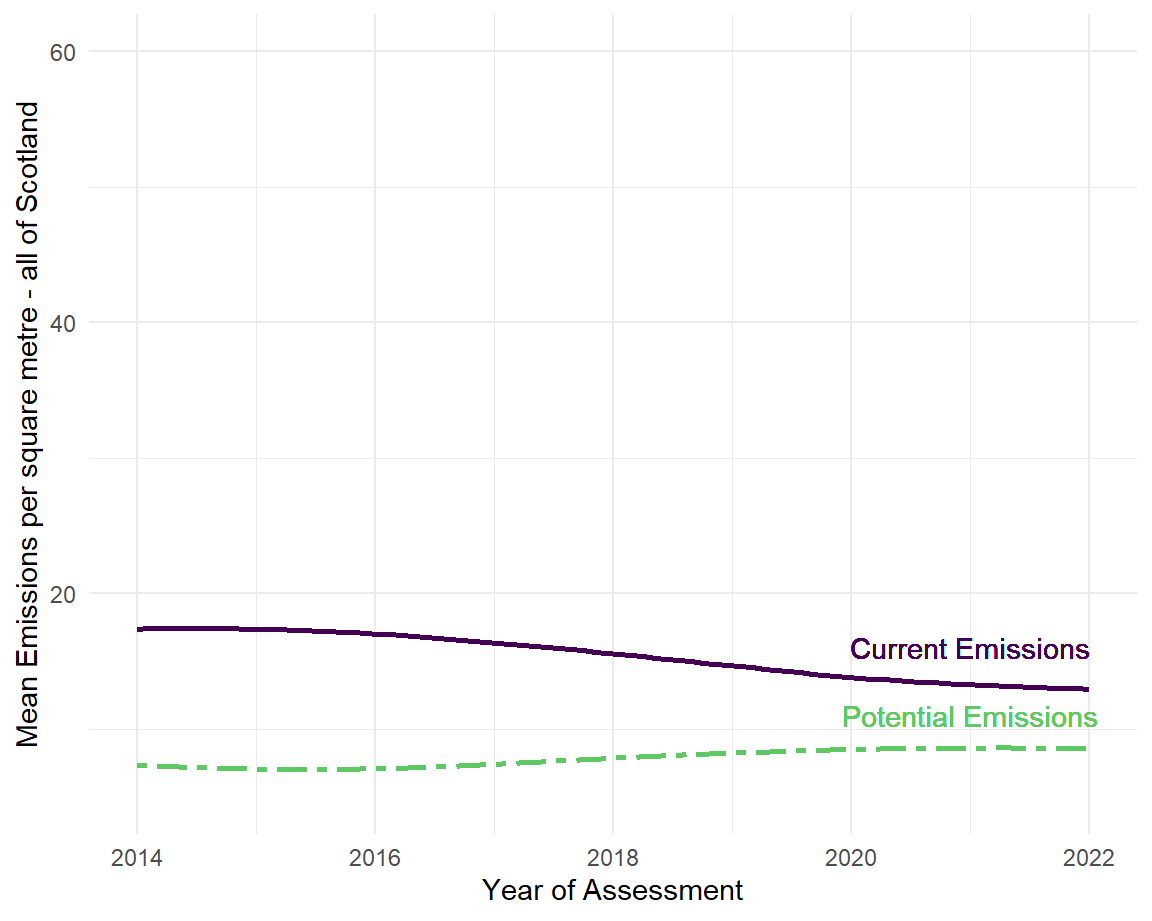 60
40
20
Mean Emissions per square metre - all of Scotland
Current Emissions
Potential Emissions
2014 2016 2018 2020 2022
Year of Assessment